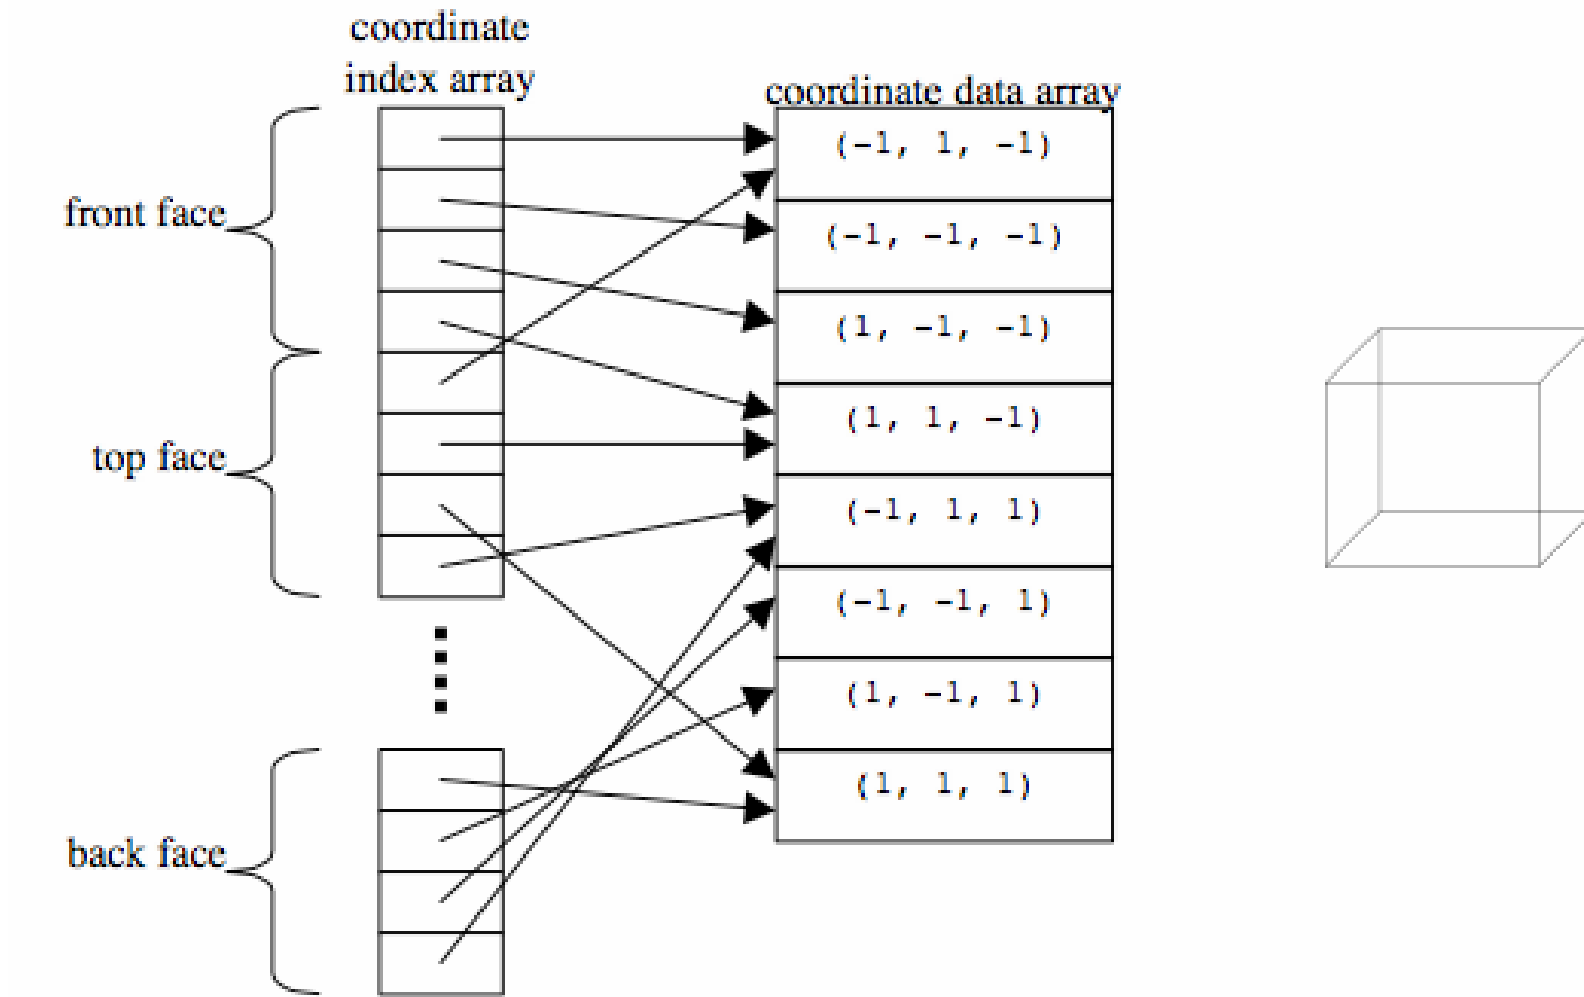 coordinate
index array
coordinate data array
front face
top face
back face
(-1, 1, -1)
(-1, -1, -1)
(1, -1, -1)
(1, 1, -1)
(-1, 1, 1)
(-1, -1, 1)
(1, -1, 1)
(1, 1, 1)